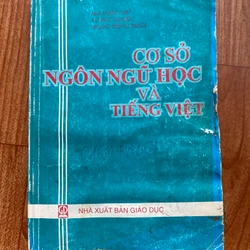 CƠ SỞ
NGÔN NGỮ HỌC
VÀ
TIẾNG VIỆT
NHÀ XUẤT BẢN GIÁO DỤC